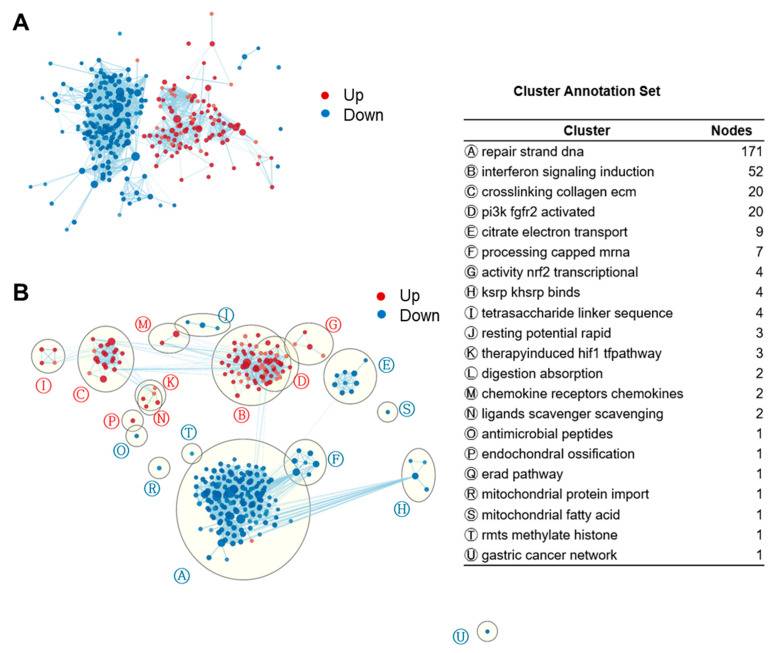 A
Up
Down
Cluster Annotation Set
Cluster Nodes
Ⓐ repair strand dna 171
Ⓑ interferon signaling induction 52
Ⓒ crosslinking collagen ecm 20
Ⓓ pi3k fgfr2 activated 20
Ⓔ citrate electron transport 9
Ⓕ processing capped mrna 7
Ⓖ activity nrf2 transcriptional 4
Ⓗ ksrp khsrp binds 4
Ⓘ tetrasaccharide linker sequence 4
Ⓙ resting potential rapid 3
Ⓚ therapyinduced hif1 tfpathway 3
Ⓛ digestion absorption 2
Ⓜ chemokine receptors chemokines 2
Ⓝ ligands scavenger scavenging 2
Ⓞ antimicrobial peptides 1
Ⓟ endochondral ossification 1
Ⓠ erad pathway 1
Ⓡ mitochondrial protein import 1
Ⓢ mitochondrial fatty acid 1
Ⓣ rmts methylate histone 1
Ⓤ gastric cancer network 1
B
Up
Down
Ⓜ
Ⓖ
Ⓘ
Ⓒ
Ⓚ
Ⓓ
Ⓔ
Ⓑ
Ⓝ
Ⓢ
Ⓟ
Ⓣ
Ⓞ
Ⓕ
Ⓡ
Ⓗ
Ⓐ
Ⓤ